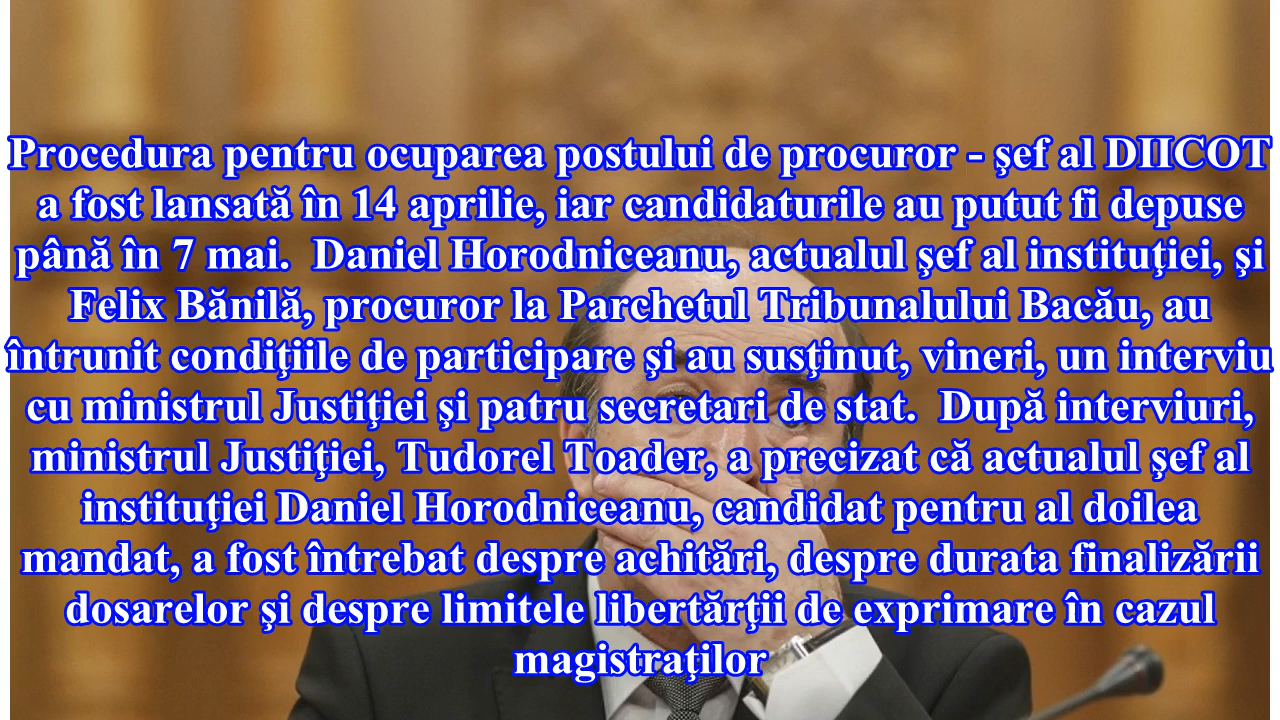 Procedura pentru ocuparea postului de procuror - şef al DIICOT
a fost lansată în 14 aprilie, iar candidaturile au putut fi depuse
până în 7 mai.  Daniel Horodniceanu, actualul şef al instituţiei, şi
Felix Bănilă, procuror la Parchetul Tribunalului Bacău, au
întrunit condiţiile de participare şi au susţinut, vineri, un interviu
cu ministrul Justiţiei şi patru secretari de stat.  După interviuri,
ministrul Justiţiei, Tudorel Toader, a precizat că actualul şef al
instituţiei Daniel Horodniceanu, candidat pentru al doilea
mandat, a fost întrebat despre achitări, despre durata finalizării
dosarelor şi despre limitele libertărţii de exprimare în cazul
magistraţilor